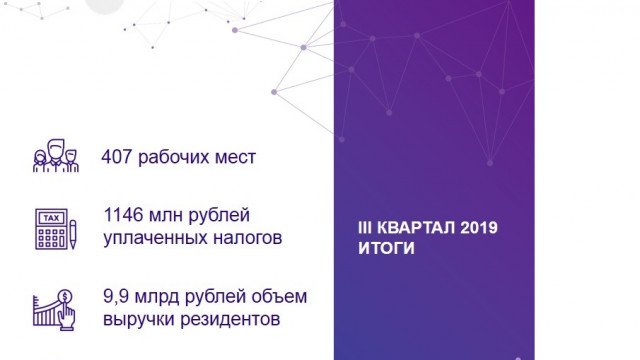 407 рабочих мест
TAX
1146 млн рублей
уплаченных налогов
9,9 млрд рублей объем
выручки резидентов
III КВАРТАЛ 2019
ИТОГИ